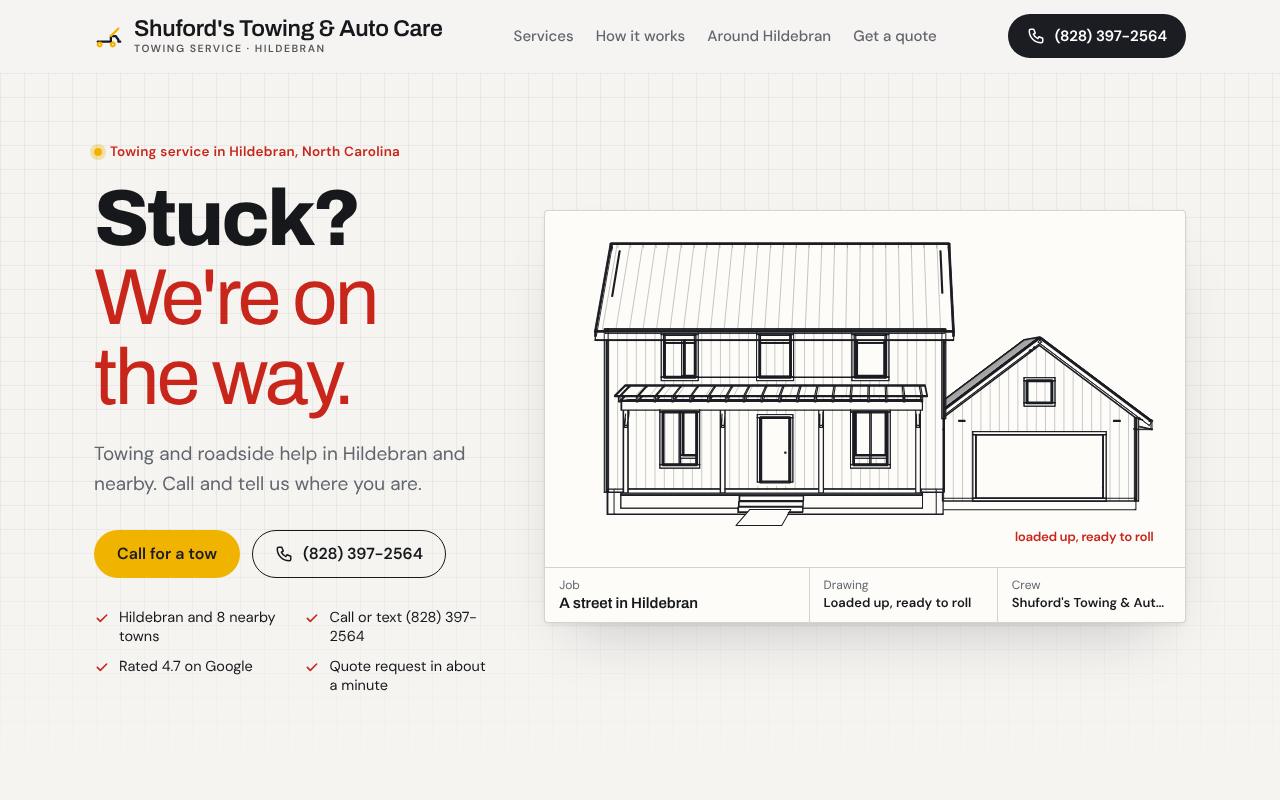 Shuford's Towing & Auto Care
TOWING SERVICE · HILDEBRAN
Services
How it works
Around Hildebran
Get a quote
(828) 397-2564
Towing service in Hildebran, North Carolina
Stuck?
We're on
the way.
Towing and roadside help in Hildebran and
nearby. Call and tell us where you are.
Call for a tow
(828) 397-2564
Hildebran and 8 nearby
towns
Call or text (828) 397-
2564
Rated 4.7 on Google
Quote request in about
a minute
loaded up, ready to roll
Job
A street in Hildebran
Drawing
Loaded up, ready to roll
Crew
Shuford's Towing & Aut...